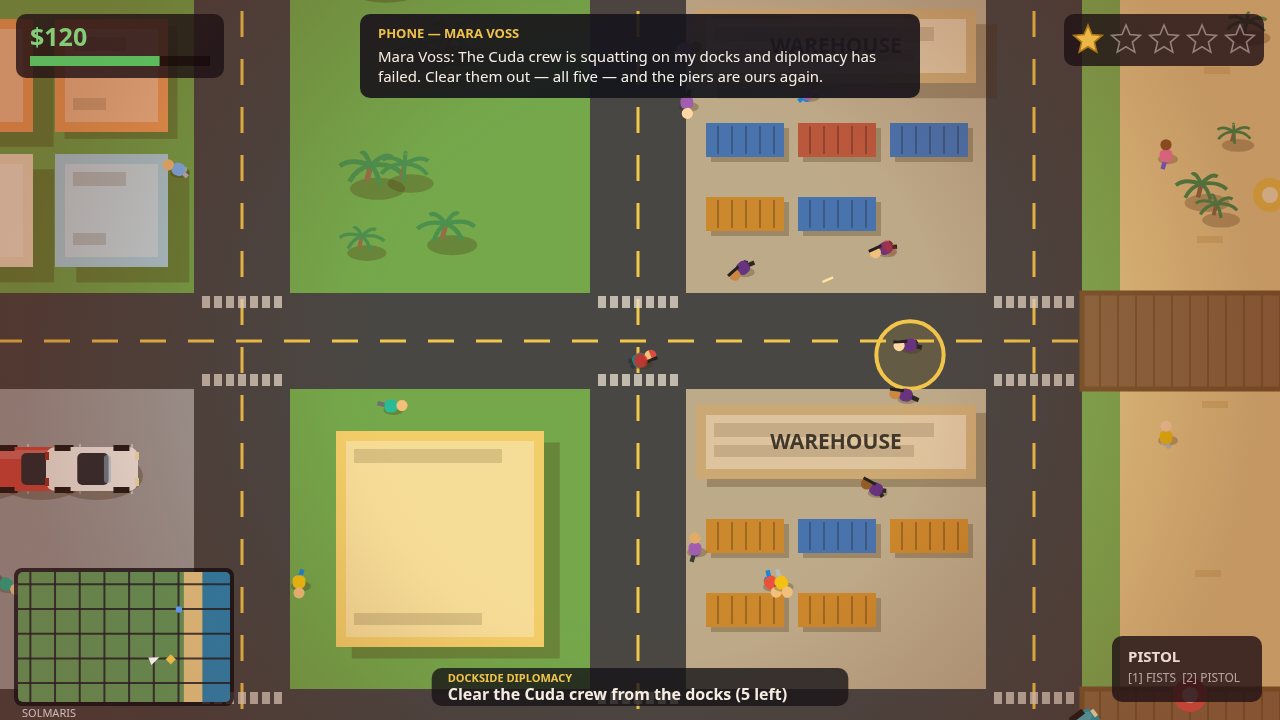 $120
PHONE — MARA VOSS
Mara Voss: The Cuda crew is squatting on my docks and diplomacy has
failed. Clear them out — all five — and the piers are ours again.
WAREHOUSE
WAREHOUSE
DOCKSIDE DIPLOMACY
Clear the Cuda crew from the docks (5 left)
PISTOL
[1] FISTS [2] PISTOL
SOLMARIS